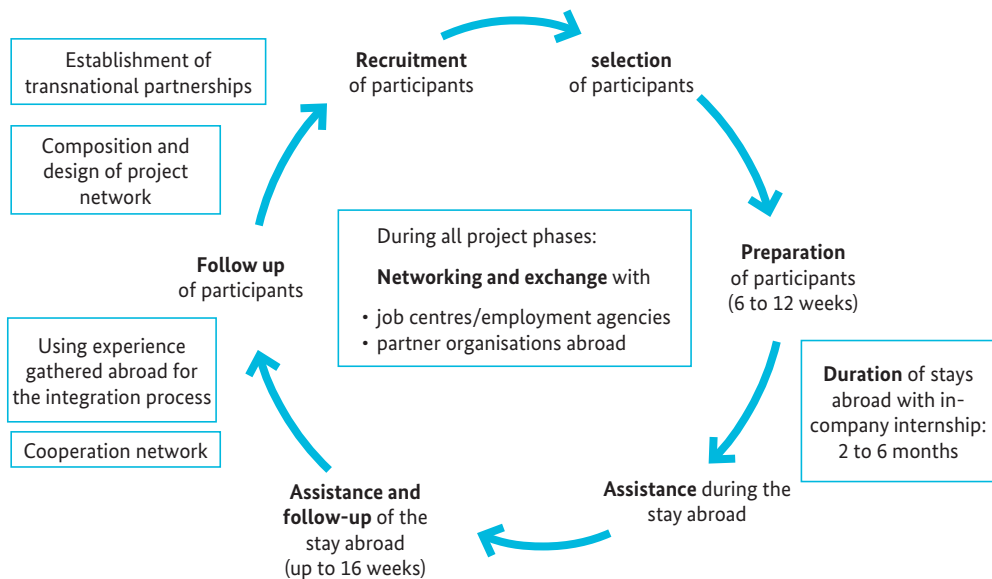 Establishment of
transnational partnerships
Composition and
design of project
network
Recruitment
of participants
selection
of participants
Preparation
of participants
(6 to 12 weeks)
Duration of stays
abroad with in-
company internship:
2 to 6 months
Assistance during the
stay abroad
Assistance and
follow-up of the
stay abroad
(up to 16 weeks)
Follow up
of participants
Using experience
gathered abroad for
the integration process
Cooperation network
During all project phases:
Networking and exchange with
• job centres/employment agencies
• partner organisations abroad